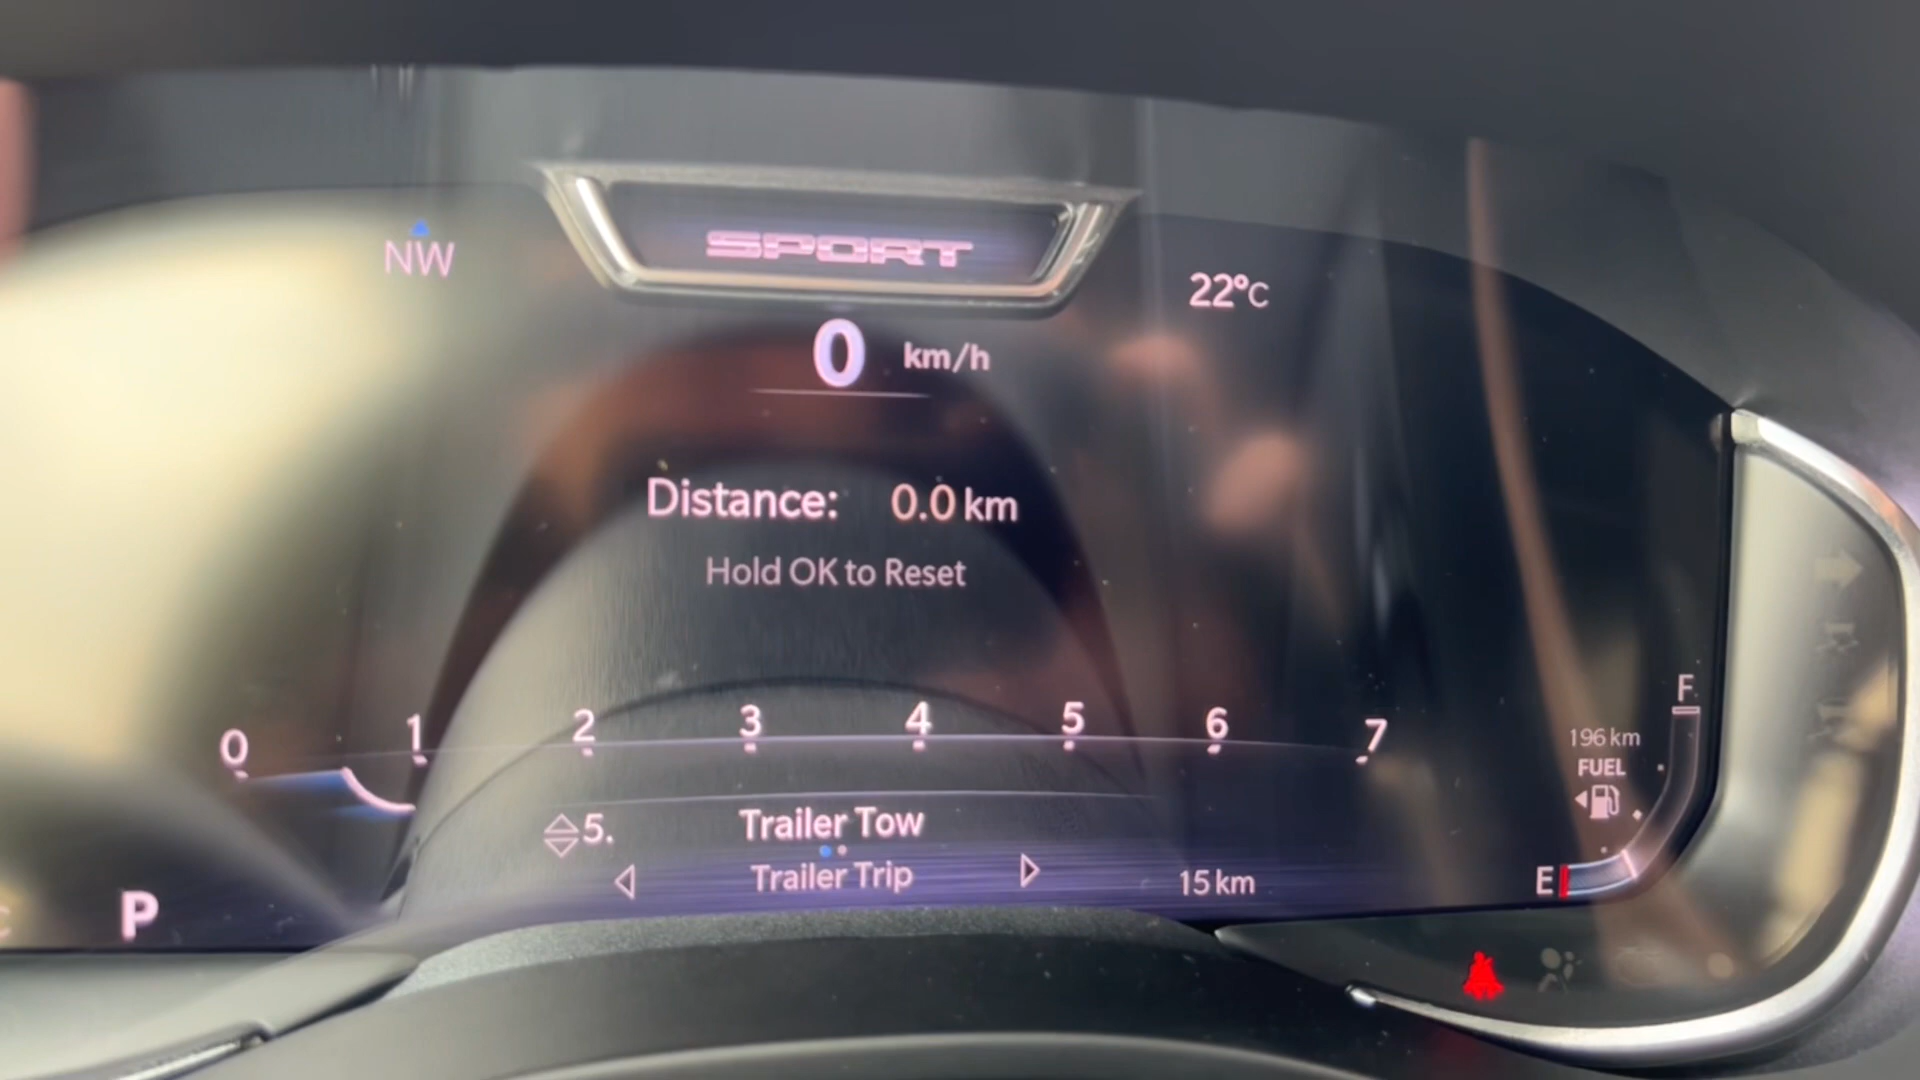 NW
SPORT
22°C
0 km/h
Distance: 0.0 km
Hold OK to Reset
0 1 2 3 4 5 6 7
196 km
FUEL
F
E
5. Trailer Tow
Trailer Trip
15 km
P